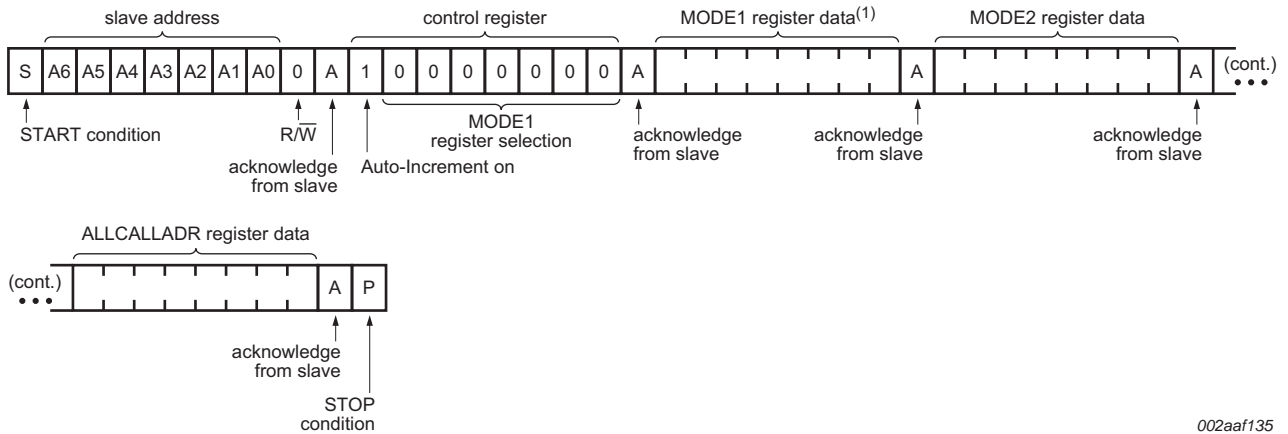 slave address control register MODE1 register data(1) MODE2 register data
S A6 A5 A4 A3 A2 A1 A0 0 A 1 0 0 0 0 0 0 0 A A A (cont.)
START condition R/W̅ MODE1 acknowledge acknowledge acknowledge
register selection from slave from slave from slave
acknowledge Auto-Increment on
from slave
ALLCALLADR register data
(cont.) A P
acknowledge
from slave
STOP
condition
002aaf135